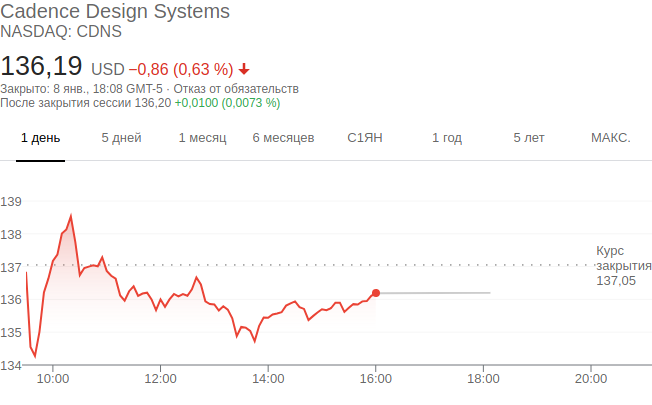 Cadence Design Systems
NASDAQ: CDNS
136,19 USD −0,86 (0,63 %)
Закрыто: 8 янв., 18:08 GMT-5 · Отказ от обязательств
После закрытия сессии 136,20 +0,0100 (0,0073 %)
1 день 5 дней 1 месяц 6 месяцев С1ЯН 1 год 5 лет МАКС.
139
138
137
136
135
134
Курс
закрытия
137,05
10:00 12:00 14:00 16:00 18:00 20:00